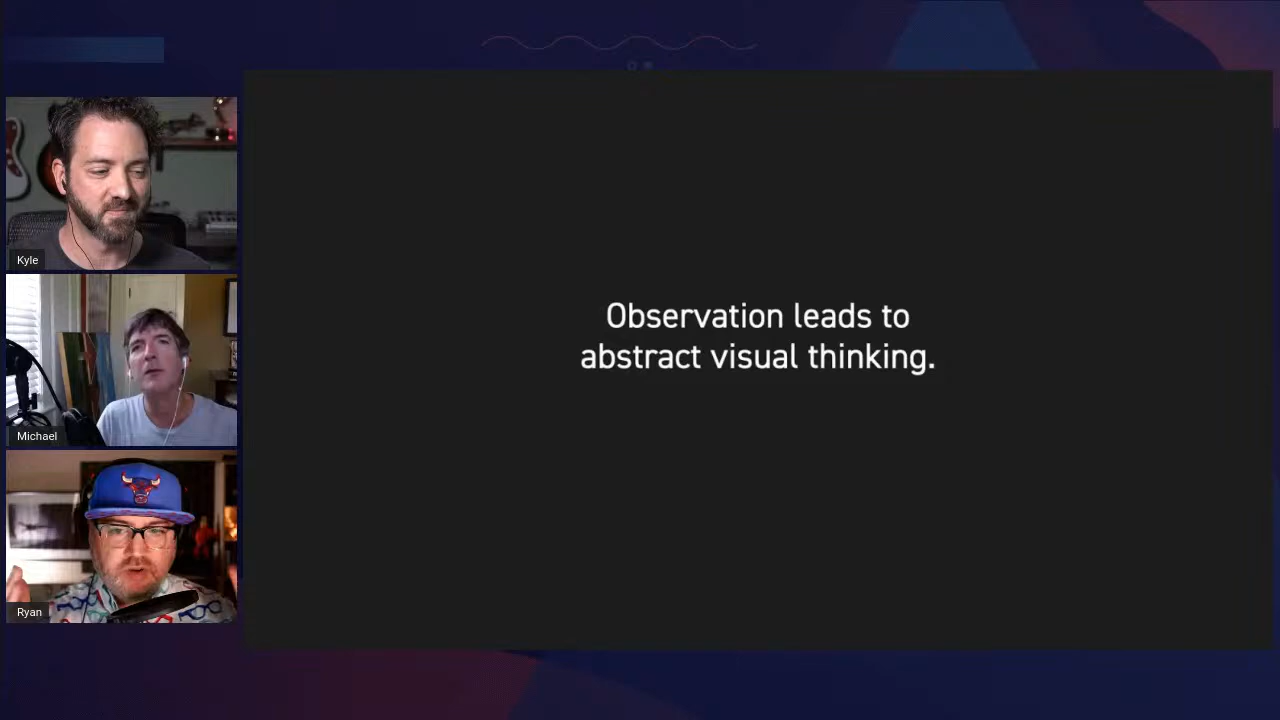 Kyle
Michael
Ryan
Observation leads to
abstract visual thinking.